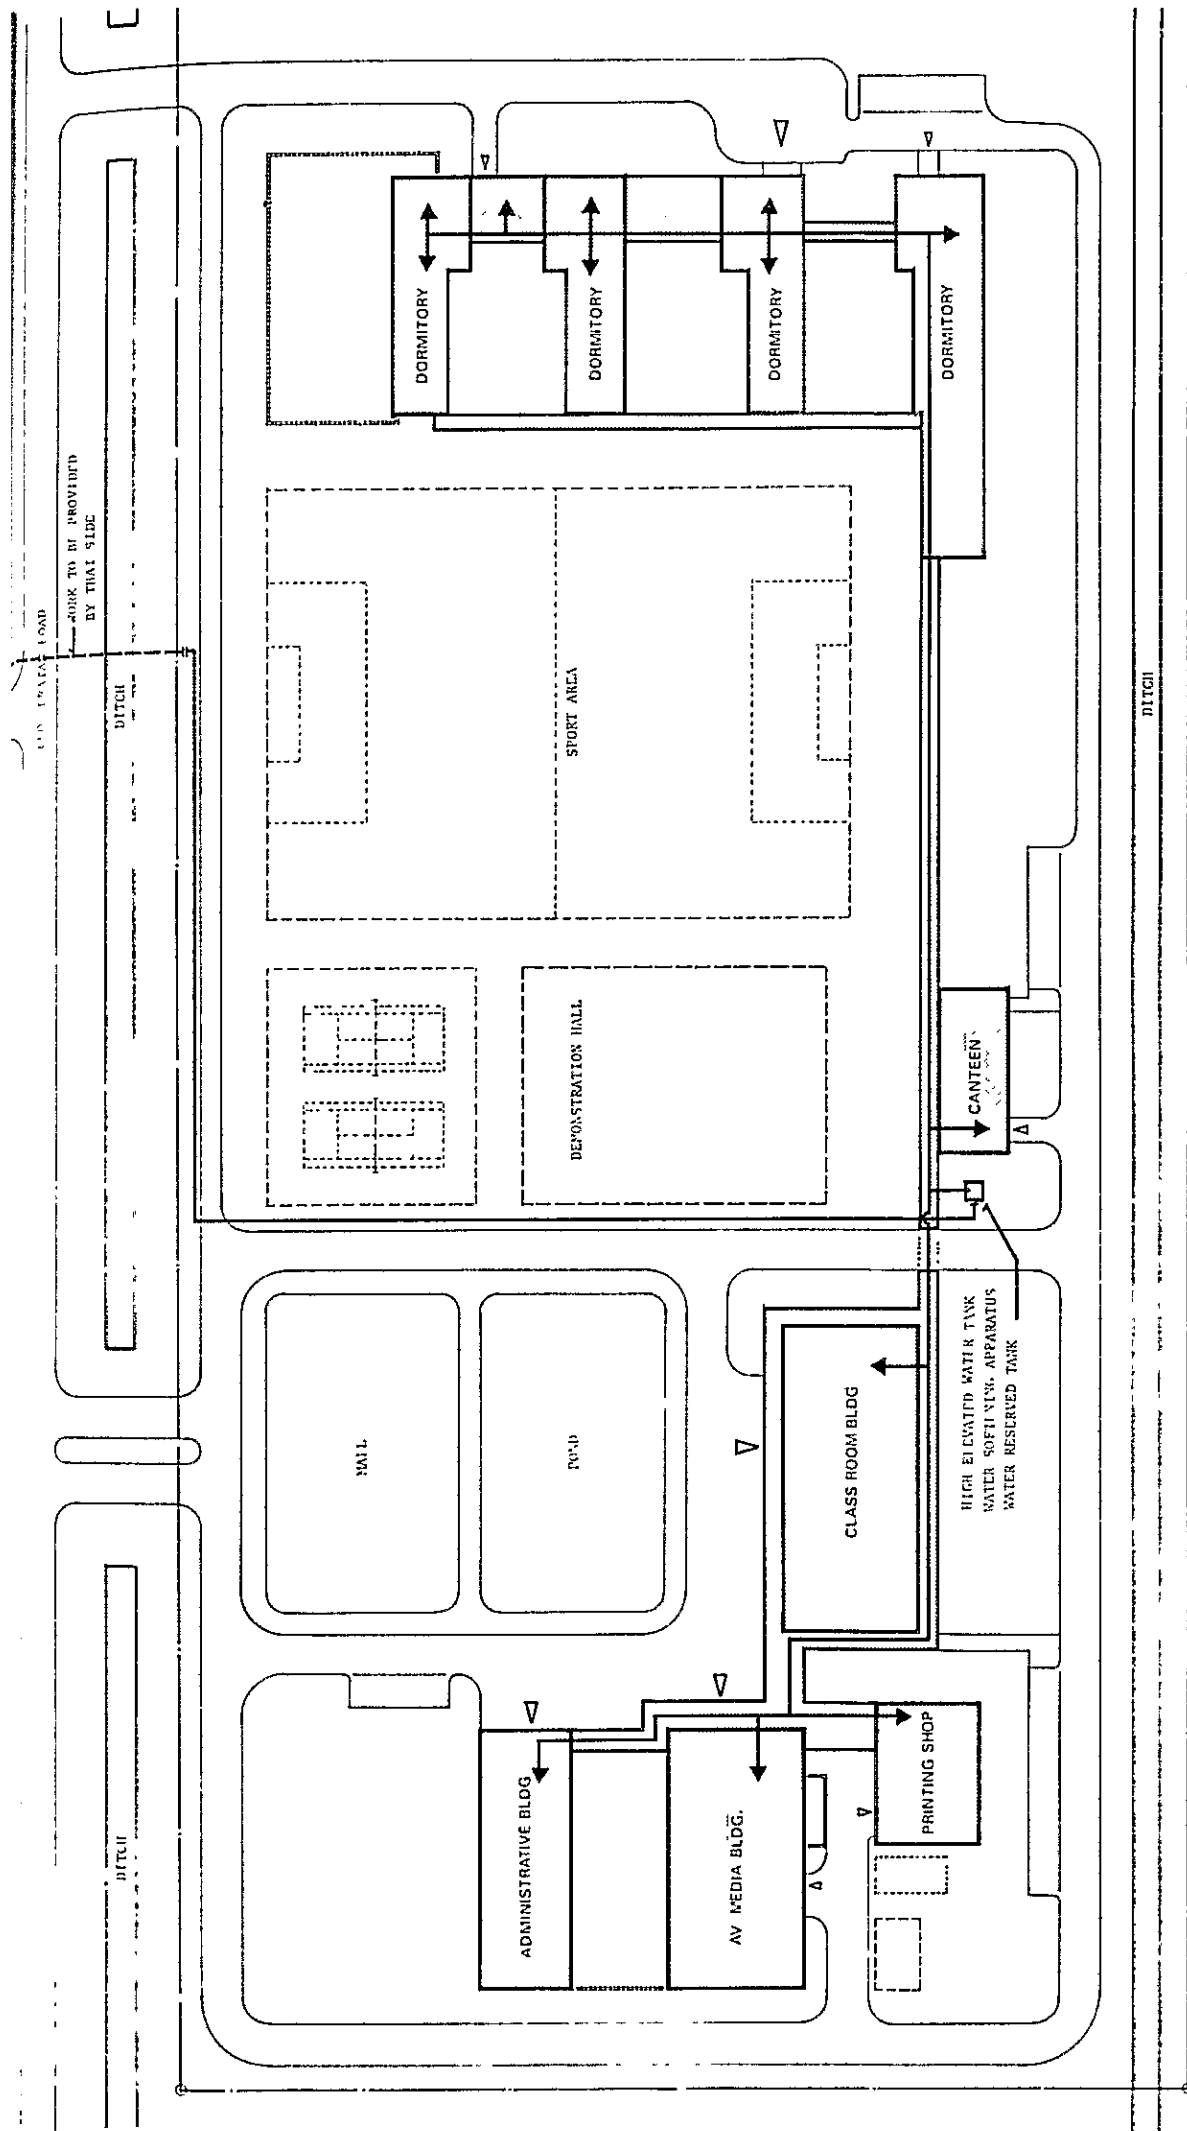 WORK TO BE PROVIDED
BY THAI SIDE
ROAD
DITCH
DORMITORY
DORMITORY
DORMITORY
DORMITORY
SPORT AREA
DITCH
DEMONSTRATION HALL
CANTEEN
HIGH ELEVATED WATER TANK
WATER SOFTENING APPARATUS
WATER RESERVED TANK
CLASS ROOM BLDG
POND
DITCH
ADMINISTRATIVE BLDG
AV MEDIA BLDG.
PRINTING SHOP